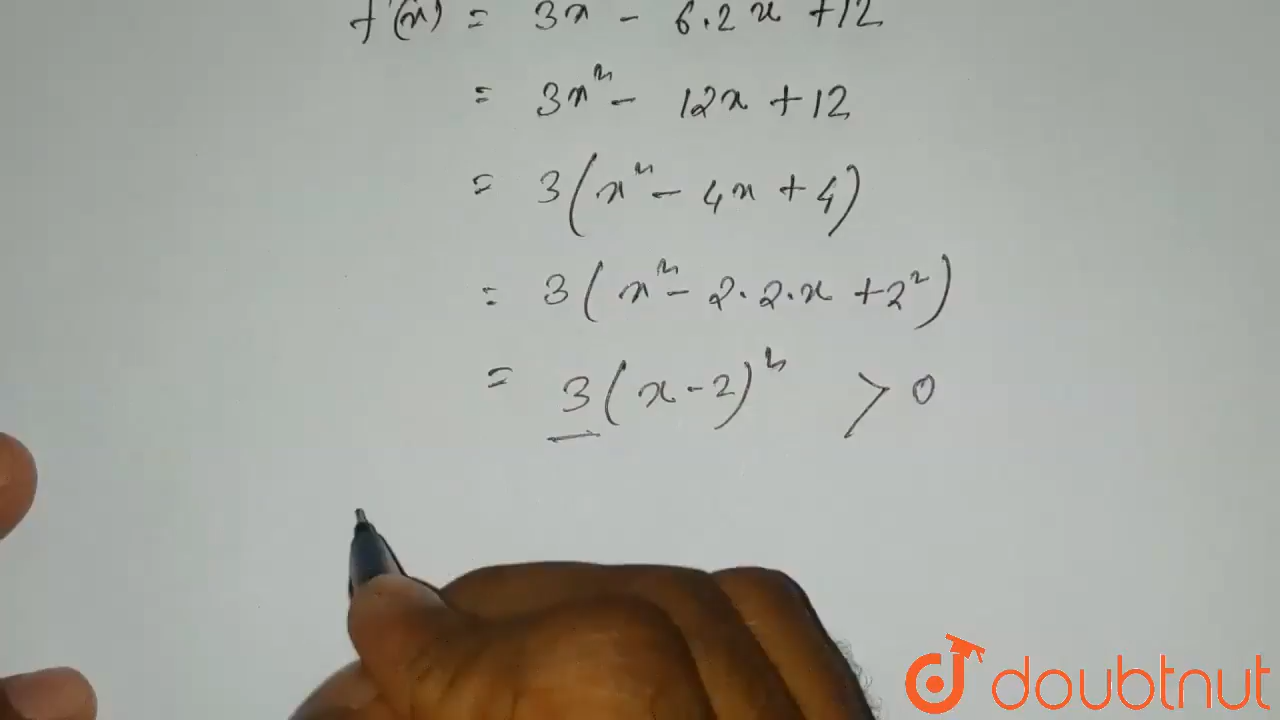 f'(x) = 3x - 6.2x + 12
= 3x² - 12x + 12
= 3(x² - 4x + 4)
= 3(x² - 2.2.x + 2²)
= 3(x-2)² > 0
doubtnut